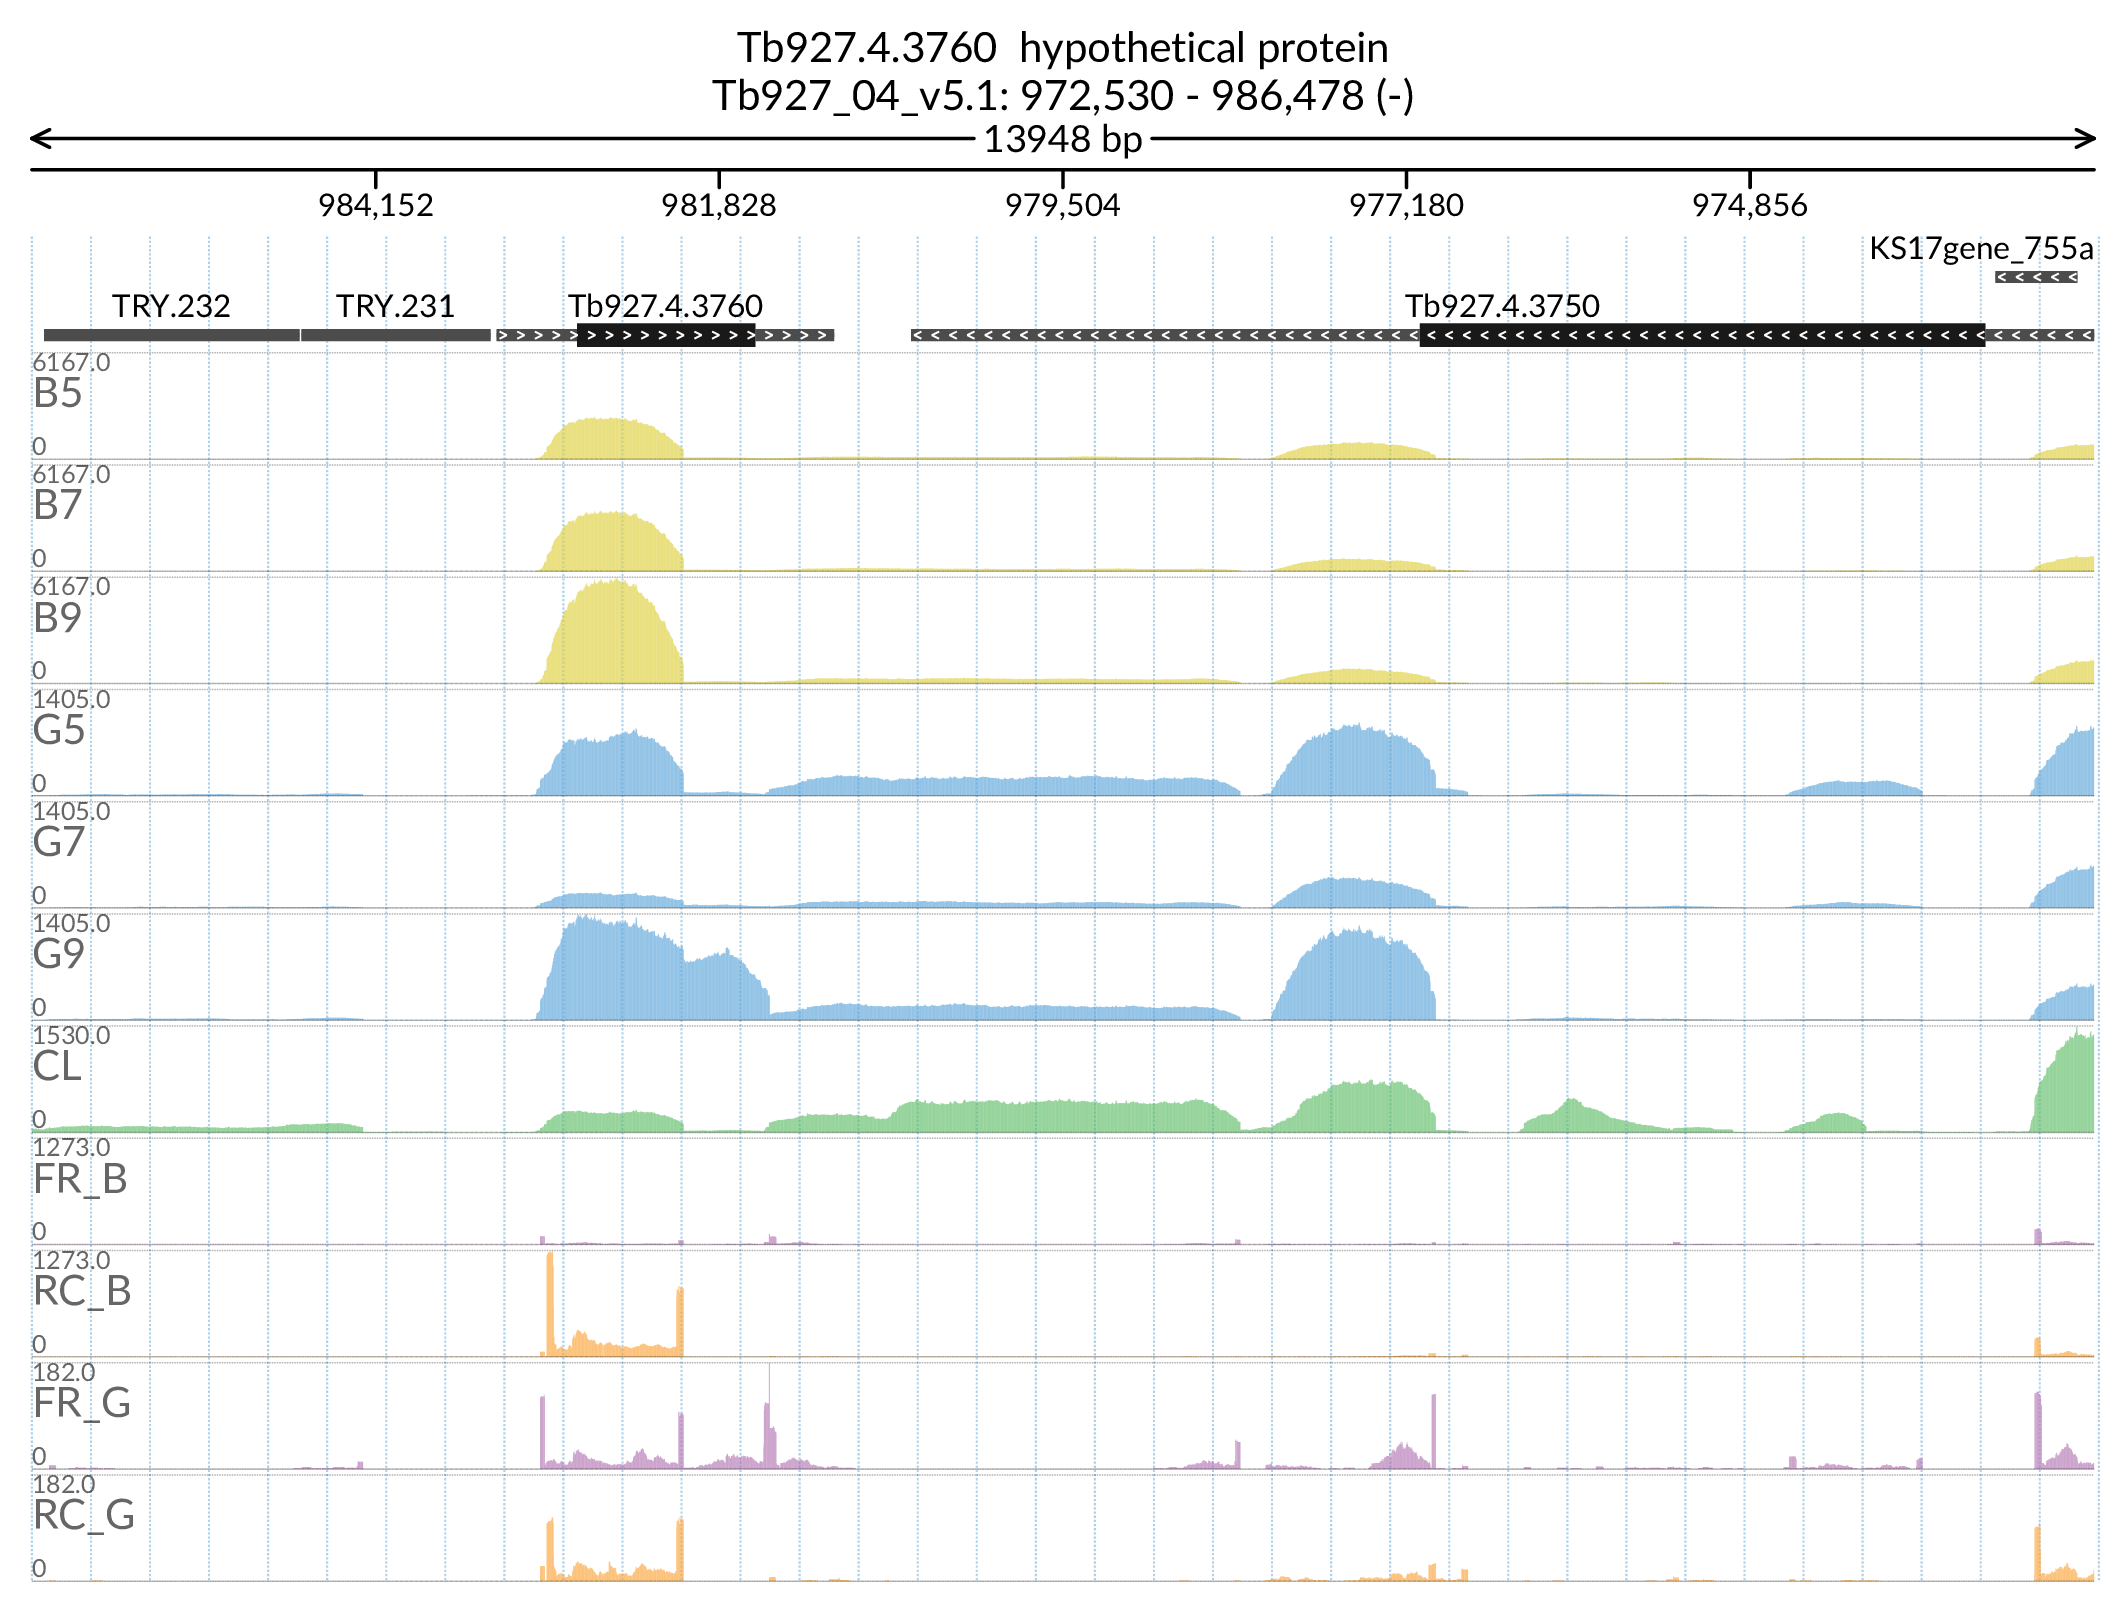 Tb927.4.3760  hypothetical protein
Tb927_04_v5.1: 972,530 - 986,478 (-)
13948 bp
984,152 981,828 979,504 977,180 974,856
KS17gene_755a
TRY.232 TRY.231 Tb927.4.3760 Tb927.4.3750
6167.0
B5
0
6167.0
B7
0
6167.0
B9
0
1405.0
G5
0
1405.0
G7
0
1405.0
G9
0
1530.0
CL
0
1273.0
FR_B
0
1273.0
RC_B
0
182.0
FR_G
0
182.0
RC_G
0